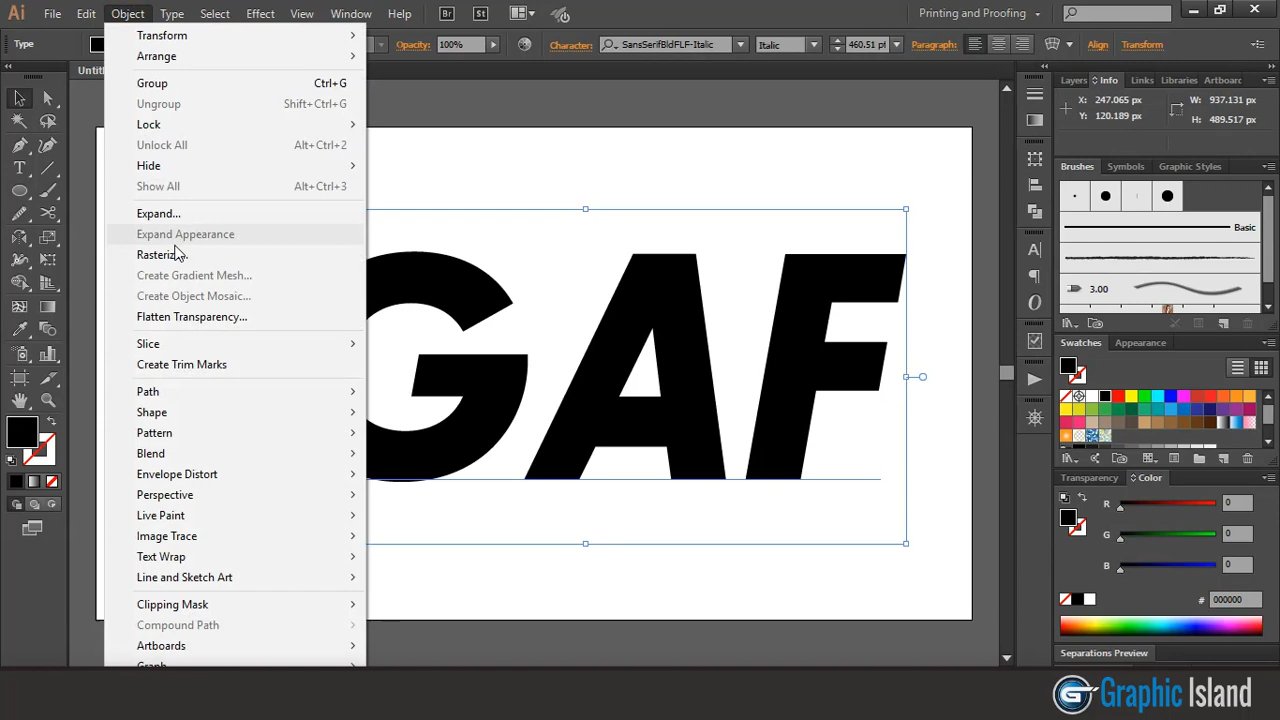 Ai File Edit Object Type Select Effect View Window Help Br St Printing and Proofing
Type Opacity: 100% Character: SansSerifBldFLF-Italic Italic 460.51 pt Paragraph: Align Transform
Transform
Arrange
Group Ctrl+G
Ungroup Shift+Ctrl+G
Lock
Unlock All Alt+Ctrl+2
Hide
Show All Alt+Ctrl+3
Expand...
Expand Appearance
Create Gradient Mesh...
Create Object Mosaic...
Flatten Transparency...
Slice
Create Trim Marks
Path
Shape
Pattern
Blend
Envelope Distort
Perspective
Live Paint
Image Trace
Text Wrap
Line and Sketch Art
Clipping Mask
Compound Path
Artboards
GAF
Layers Info Links Libraries Artboard
X: 247.065 px W: 937.131 px
Y: 120.189 px H: 489.517 px
Brushes Symbols Graphic Styles
Basic
3.00
Swatches Appearance
Transparency Color
R 0
G 0
B 0
# 000000
Separations Preview
Graphic Island